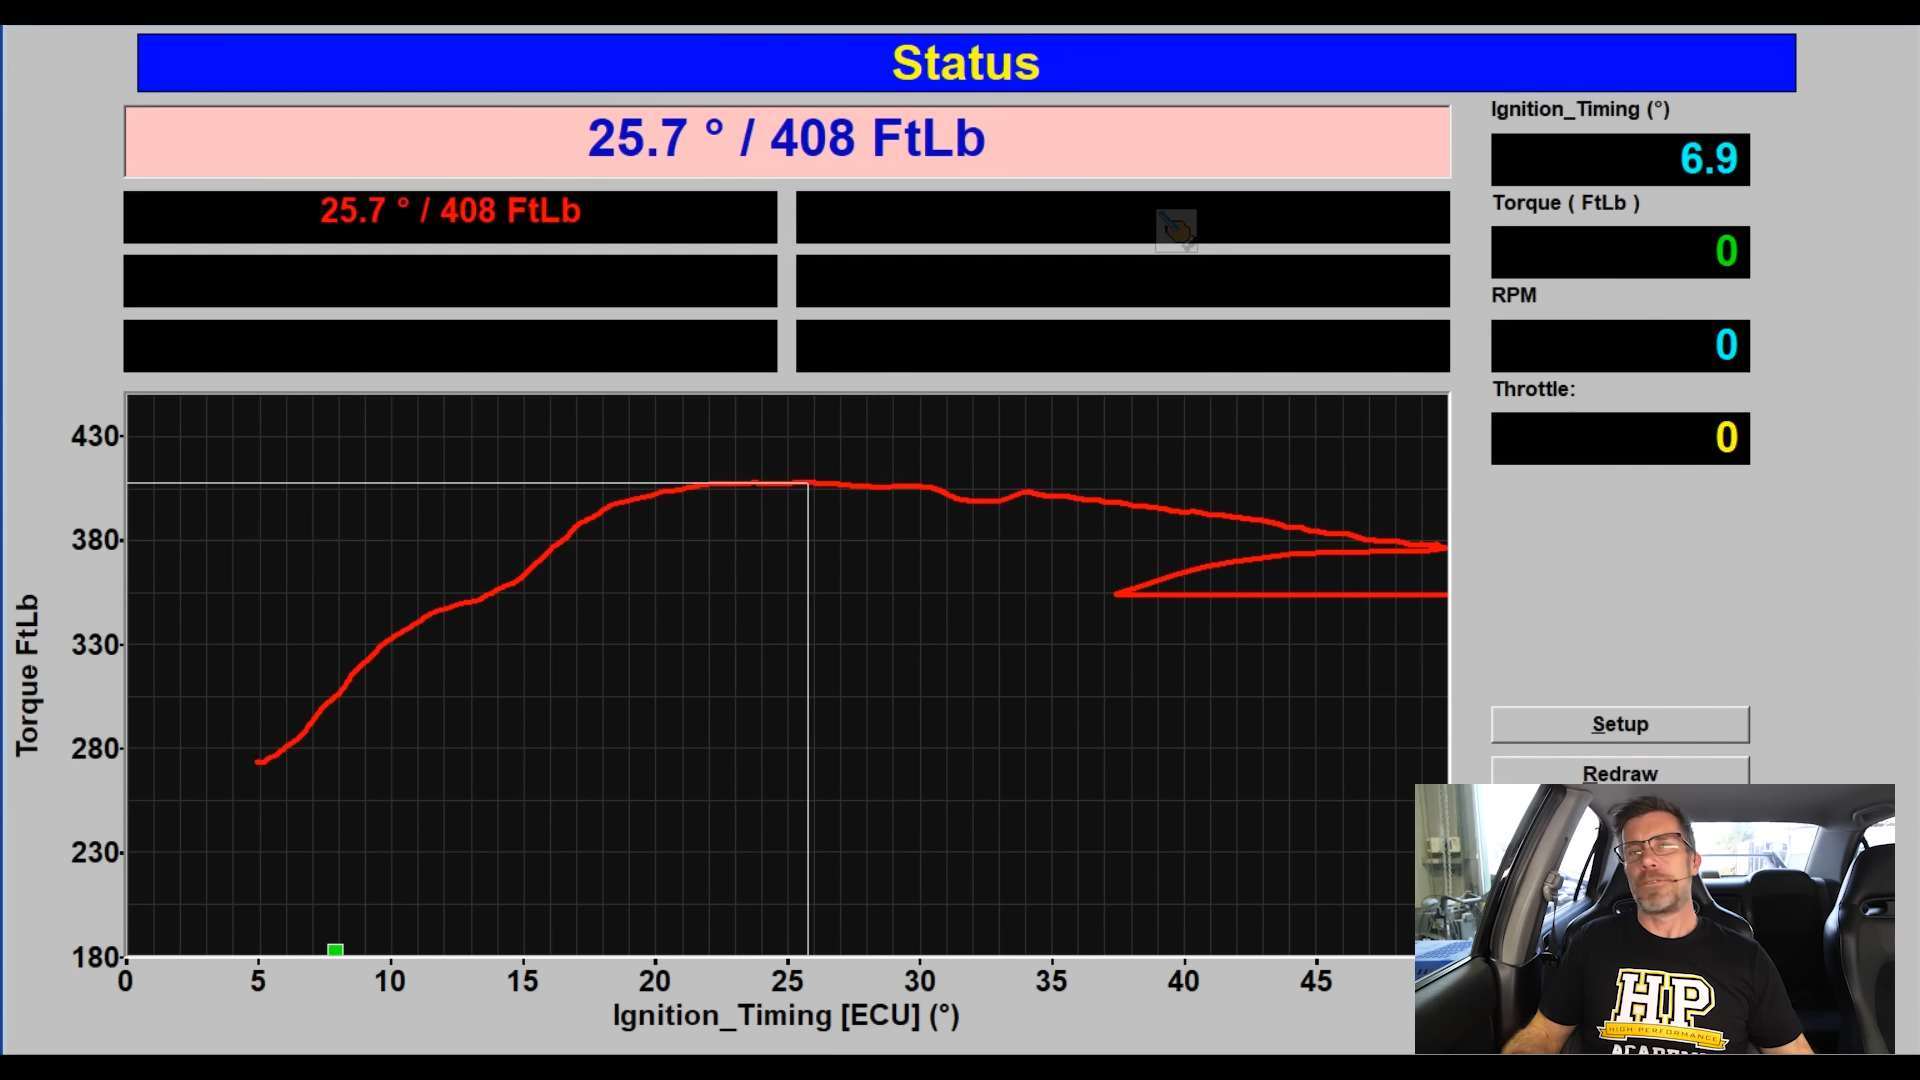 Status
25.7 ° / 408 FtLb
25.7 ° / 408 FtLb
Ignition_Timing (°)
6.9
Torque ( FtLb )
0
RPM
0
Throttle:
0
Setup
Redraw
Torque FtLb
430
380
330
280
230
180
0 5 10 15 20 25 30 35 40 45
Ignition_Timing [ECU] (°)
HP
HIGH PERFORMANCE